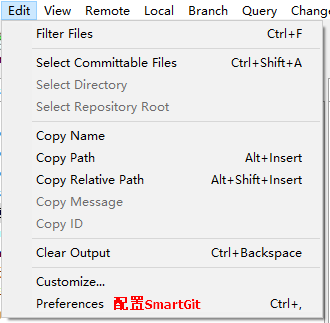 Edit View Remote Local Branch Query Change
Filter Files Ctrl+F
Select Committable Files Ctrl+Shift+A
Select Directory
Select Repository Root
Copy Name
Copy Path Alt+Insert
Copy Relative Path Alt+Shift+Insert
Copy Message
Copy ID
Clear Output Ctrl+Backspace
Customize...
Preferences 配置SmartGit Ctrl+,